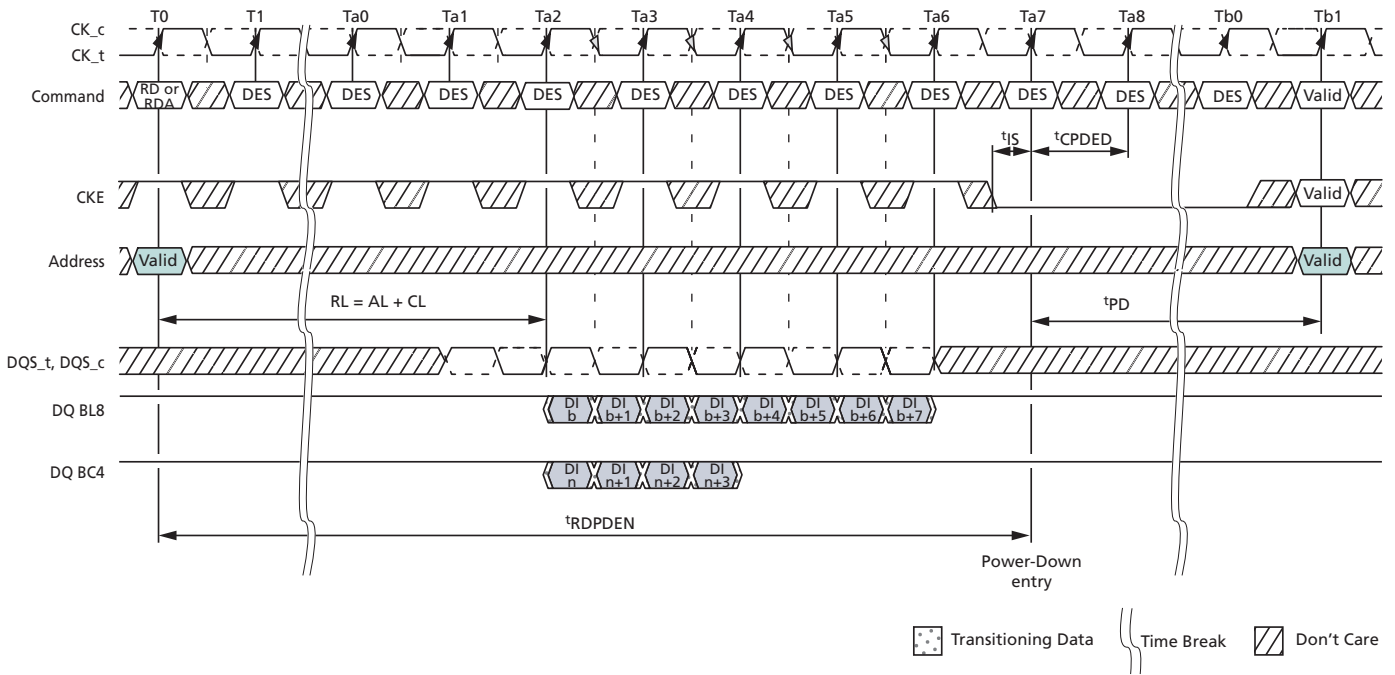 T0 T1 Ta0 Ta1 Ta2 Ta3 Ta4 Ta5 Ta6 Ta7 Ta8 Tb0 Tb1
CK_c
CK_t
Command RD or RDA DES DES DES DES DES DES DES DES DES DES DES Valid
tIS tCPDED
CKE Valid
Address Valid Valid
RL = AL + CL
tPD
DQS_t, DQS_c
DQ BL8 DI b DI b+1 DI b+2 DI b+3 DI b+4 DI b+5 DI b+6 DI b+7
DQ BC4 DI n DI n+1 DI n+2 DI n+3
tRDPDEN
Power-Down
entry
Transitioning Data Time Break Don't Care